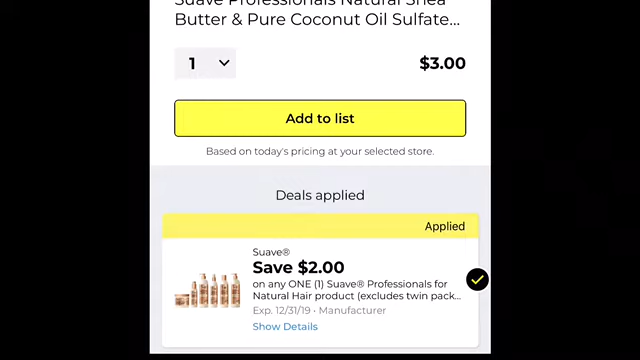 Suave Professionals Natural Shea
Butter & Pure Coconut Oil Sulfate...
1
$3.00
Add to list
Based on today's pricing at your selected store.
Deals applied
Applied
Suave®
Save $2.00
on any ONE (1) Suave® Professionals for
Natural Hair product (excludes twin pack...
Exp. 12/31/19 • Manufacturer
Show Details